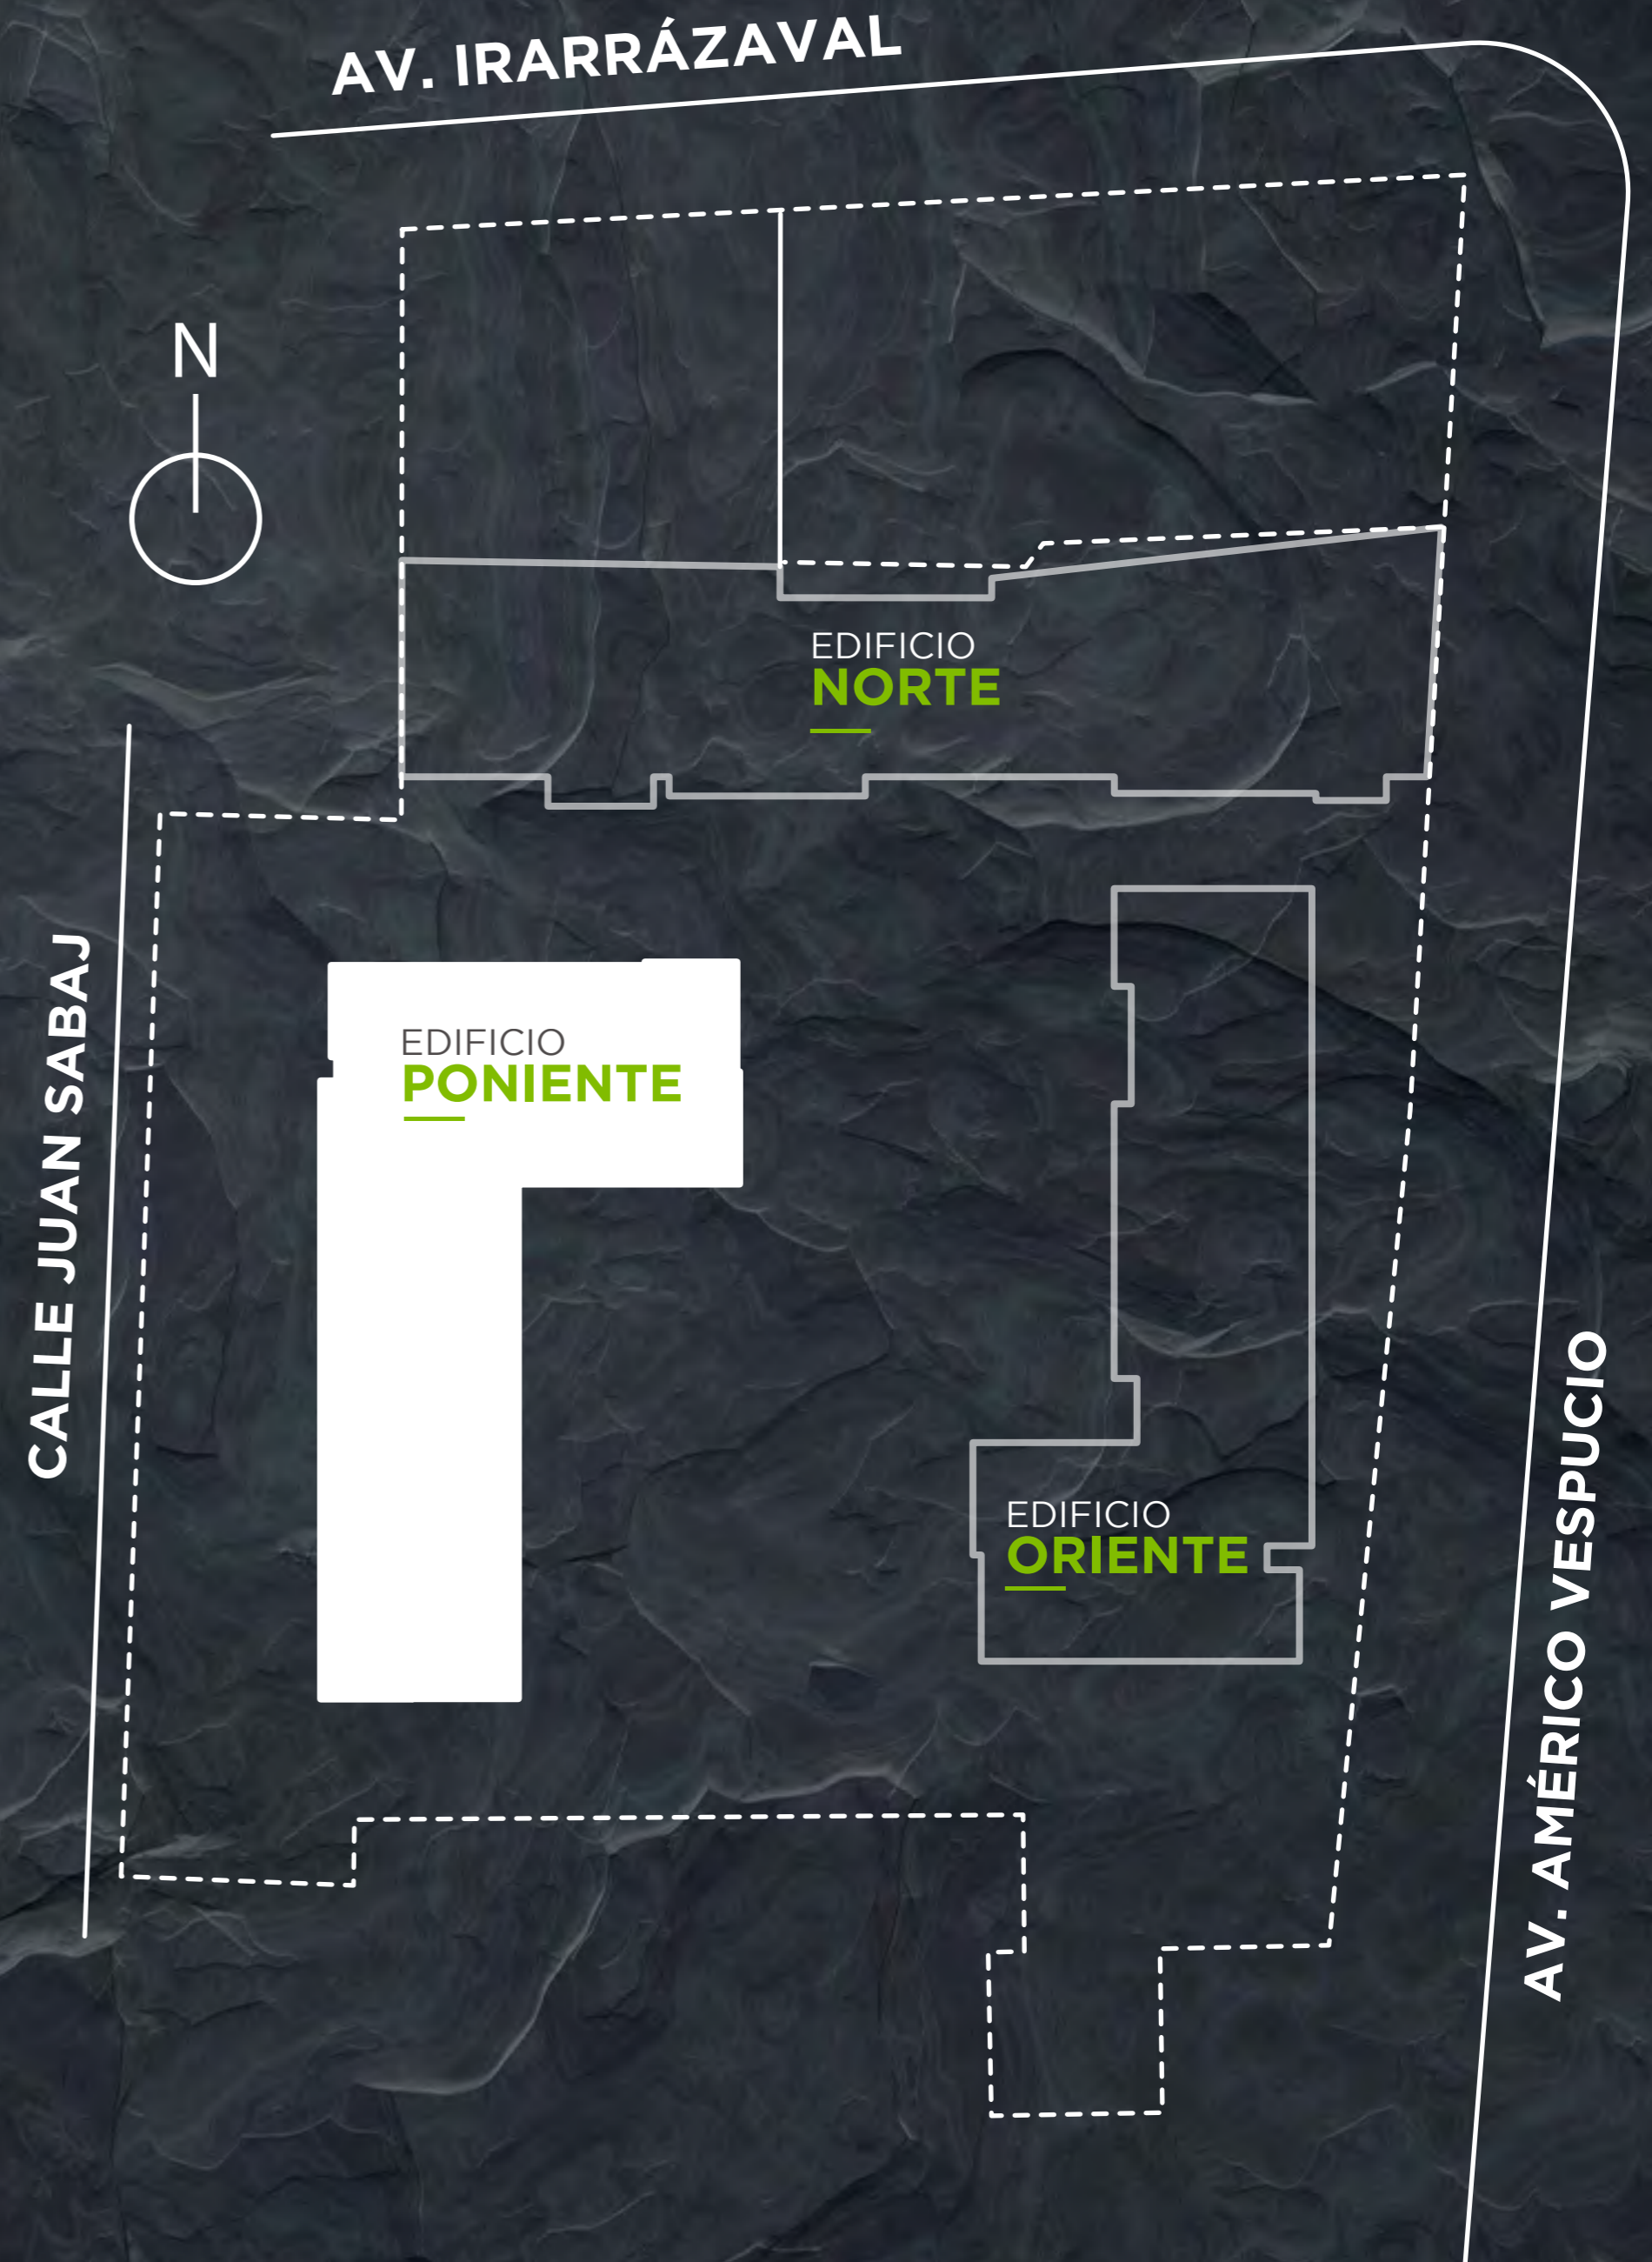 AV. IRARRÁZAVAL
N
EDIFICIO
NORTE
CALLE JUAN SABAJ
EDIFICIO
PONIENTE
EDIFICIO
ORIENTE
AV. AMÉRICO VESPUCIO